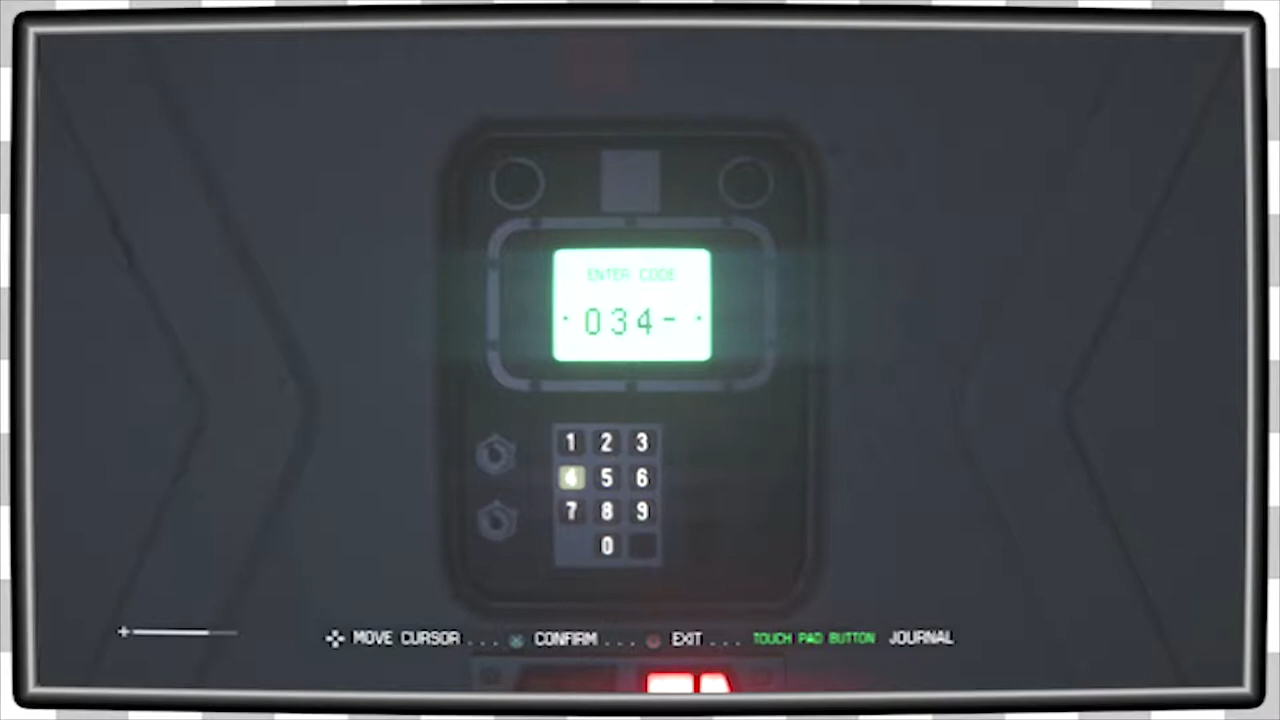 ENTER CODE
· 034- ·
1 2 3
4 5 6
7 8 9
0
MOVE CURSOR... CONFIRM... EXIT... TOUCH PAD BUTTON JOURNAL